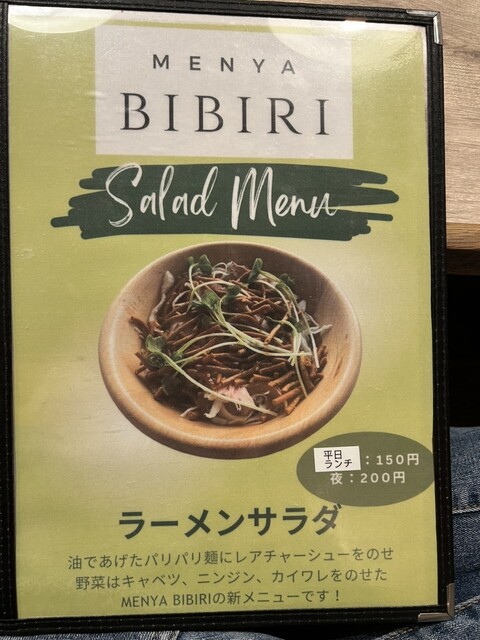 MENYA
BIBIRI
Salad Menu
平日
ランチ：150円
夜：200円
ラーメンサラダ
油であげたパリパリ麺にレアチャーシューをのせ
野菜はキャベツ、ニンジン、カイワレをのせた
MENYA BIBIRIの新メニューです！